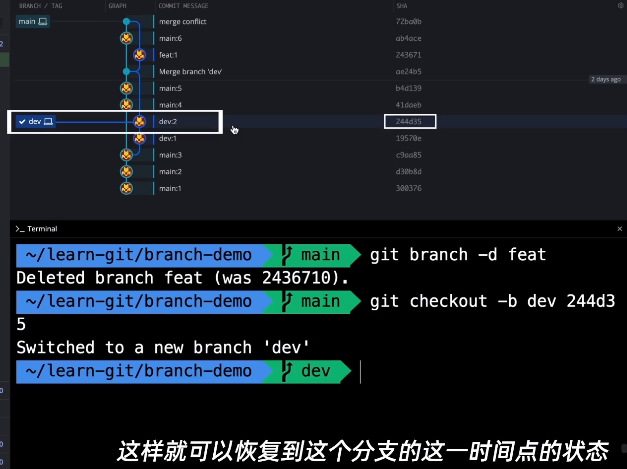 BRANCH / TAG GRAPH COMMIT MESSAGE SHA
main merge conflict 72ba0b
main:6 ab4ace
feat:1 243671
Merge branch 'dev' ae24b5
2 days ago
main:5 b4d139
main:4 41daeb
dev dev:2 244d35
dev:1 19570e
main:3 c9aa85
main:2 d30b8d
main:1 300376
>_ Terminal
~/learn-git/branch-demo main git branch -d feat
Deleted branch feat (was 2436710).
~/learn-git/branch-demo main git checkout -b dev 244d3
5
Switched to a new branch 'dev'
~/learn-git/branch-demo dev
这样就可以恢复到这个分支的这一时间点的状态